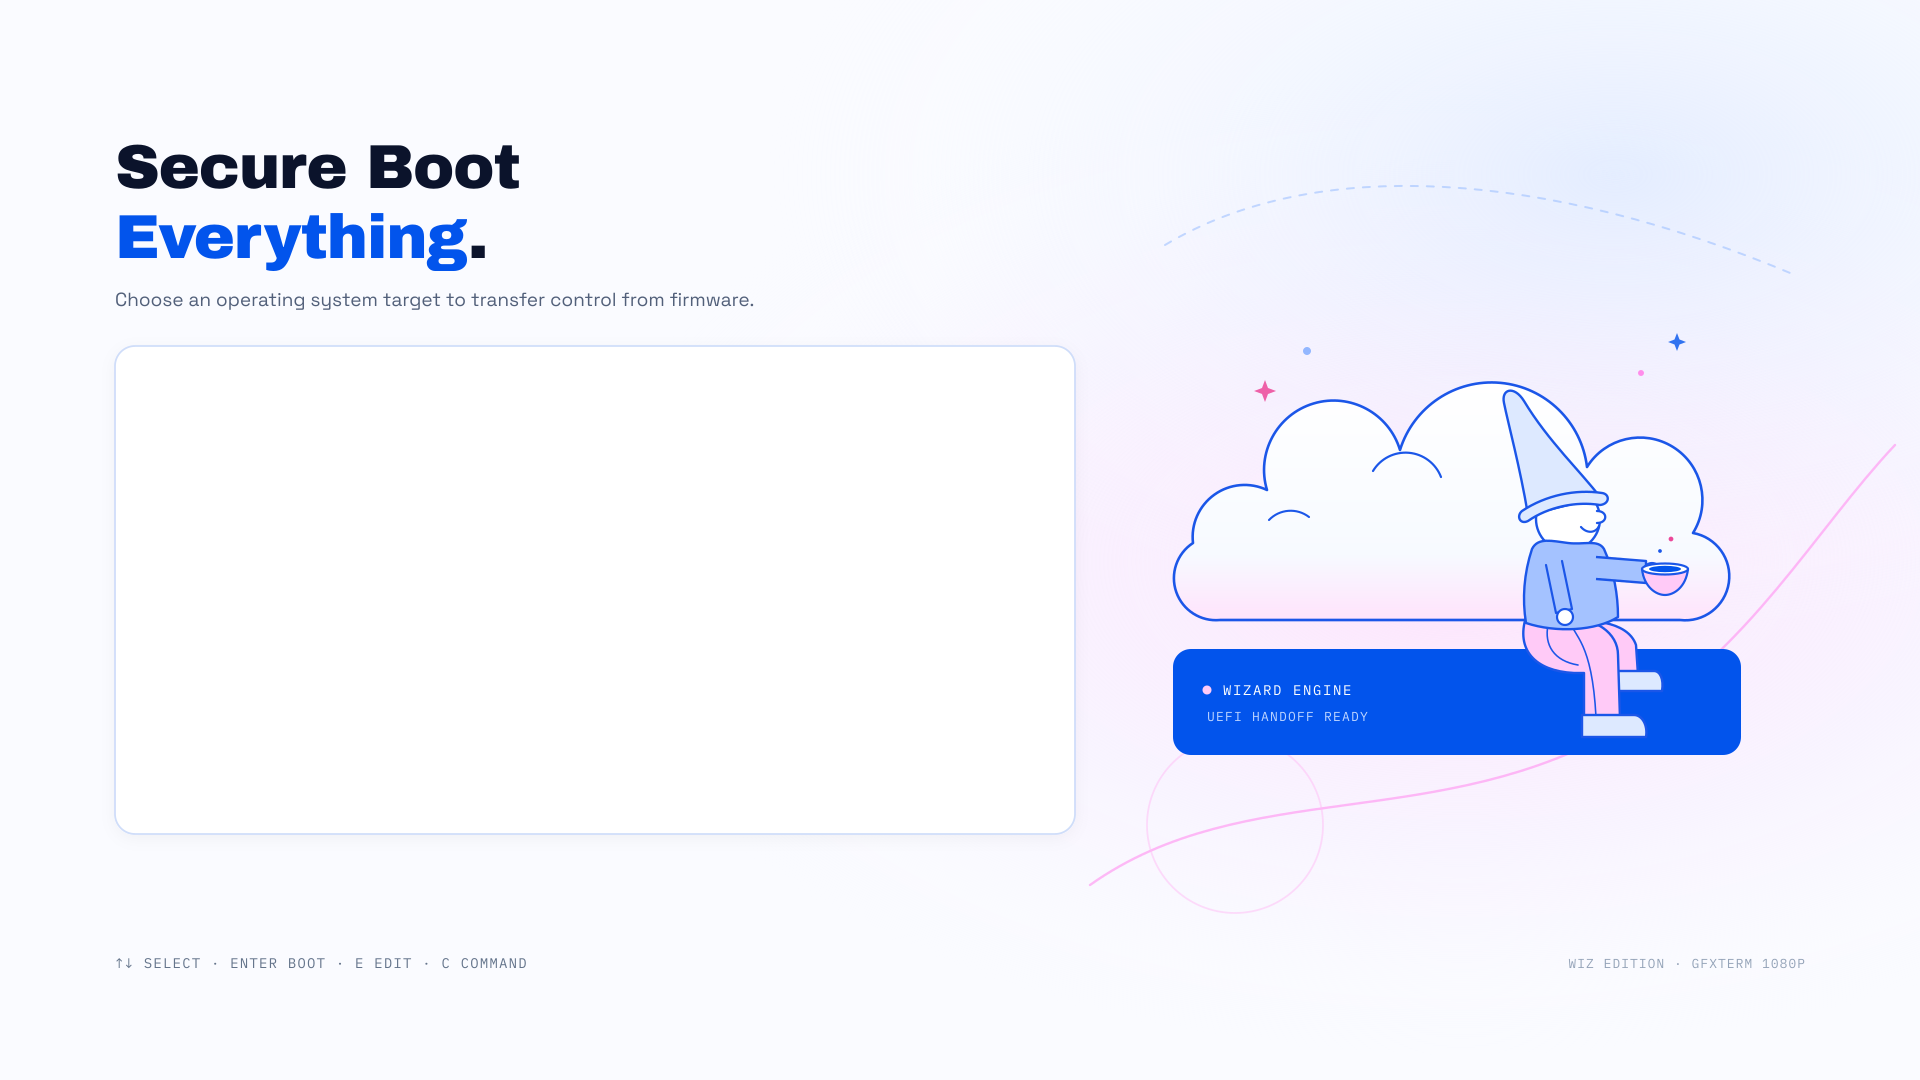 Secure Boot
Everything.
Choose an operating system target to transfer control from firmware.
WIZARD ENGINE
UEFI HANDOFF READY
↑↓ SELECT · ENTER BOOT · E EDIT · C COMMAND
WIZ EDITION · GFXTERM 1080P